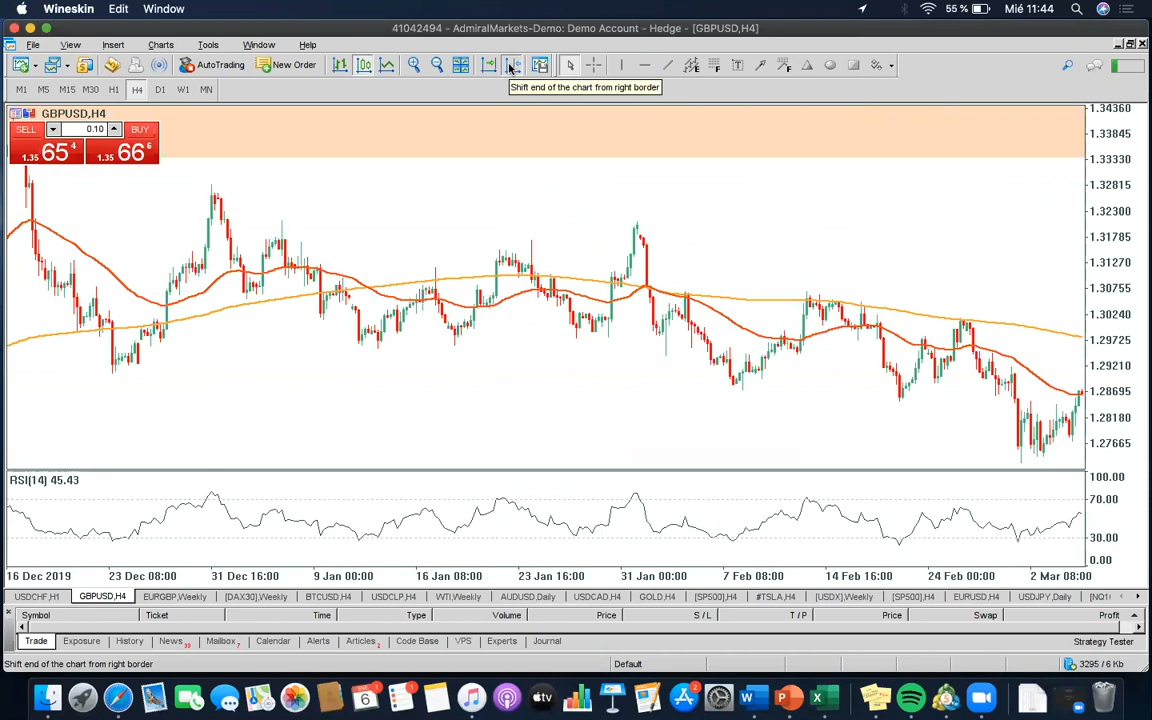 Wineskin Edit Window 55 % Mié 11:44
41042494 - AdmiralMarkets-Demo: Demo Account - Hedge - [GBPUSD,H4]
File View Insert Charts Tools Window Help
AutoTrading New Order
Shift end of the chart from right border
M1 M5 M15 M30 H1 H4 D1 W1 MN
GBPUSD,H4
SELL 0.10 BUY
1.35 65 4 1.35 66 6
1.34360
1.33845
1.33330
1.32815
1.32300
1.31785
1.31270
1.30755
1.30240
1.29725
1.29210
1.28695
1.28180
1.27665
RSI(14) 45.43
100.00
70.00
30.00
0.00
16 Dec 2019 23 Dec 08:00 31 Dec 16:00 9 Jan 00:00 16 Jan 08:00 23 Jan 16:00 31 Jan 00:00 7 Feb 08:00 14 Feb 16:00 24 Feb 00:00 2 Mar 08:00
USDCHF,H1 GBPUSD,H4 EURGBP,Weekly [DAX30],Weekly BTCUSD,H4 USDCLP,H4 WTI,Weekly AUDUSD,Daily USDCAD,H4 GOLD,H4 [SP500],H4 #TSLA,H4 [USDX],Weekly [SP500],H4 EURUSD,H4 USDJPY,Daily [NQ10
Symbol Ticket Time Type Volume Price S / L T / P Price Swap Profit
Trade Exposure History News 10 Mailbox 7 Calendar Alerts Articles 2 Code Base VPS Experts Journal Strategy Tester
Shift end of the chart from right border Default 3295 / 6 Kb